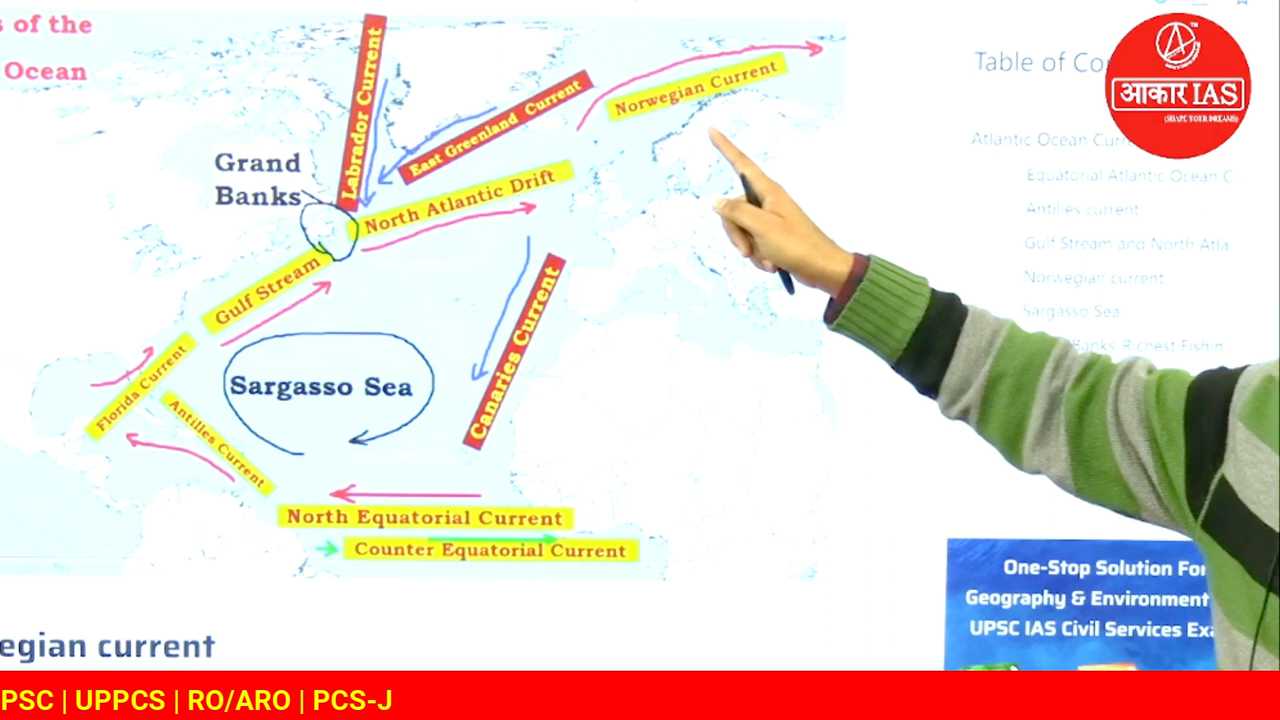 s of the
Ocean
Labrador Current
East Greenland Current
Norwegian Current
Grand
Banks
North Atlantic Drift
Gulf Stream
Canaries Current
Sargasso Sea
Florida Current
Antilles Current
North Equatorial Current
Counter Equatorial Current
egian current
Table of Co
Atlantic Ocean Curr
Equatorial Atlantic Ocean C
Antilles current
Gulf Stream and North Atla
Norwegian current
Sargasso Sea
Banks: Richest Fishin
आकार IAS
(SHAPE YOUR DREAMS)
TM
One-Stop Solution For
Geography & Environment
UPSC IAS Civil Services Exa
PSC | UPPCS | RO/ARO | PCS-J